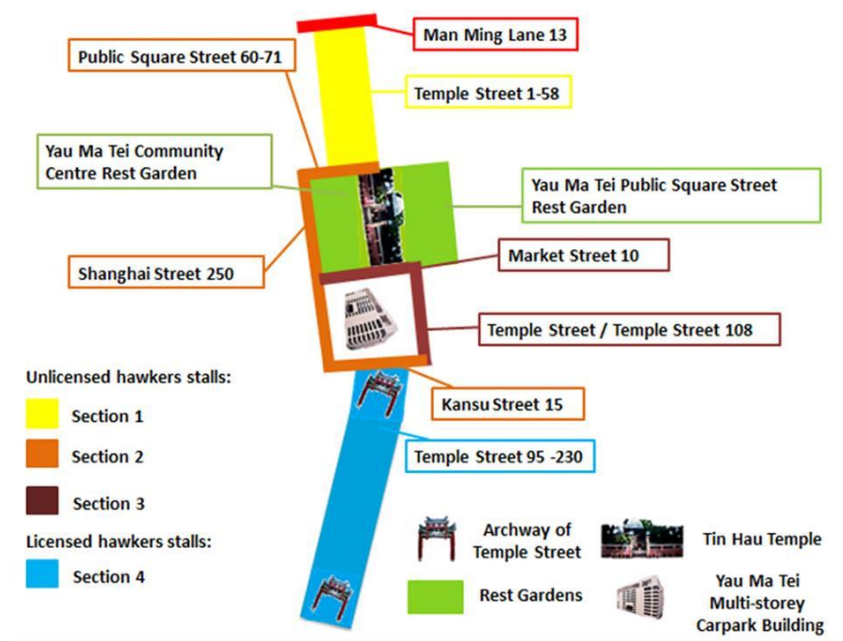 Man Ming Lane 13
Public Square Street 60-71
Temple Street 1-58
Yau Ma Tei Community
Centre Rest Garden
Yau Ma Tei Public Square Street
Rest Garden
Market Street 10
Shanghai Street 250
Temple Street / Temple Street 108
Unlicensed hawkers stalls:
Section 1
Section 2
Section 3
Licensed hawkers stalls:
Section 4
Kansu Street 15
Temple Street 95 -230
Archway of
Temple Street
Tin Hau Temple
Rest Gardens
Yau Ma Tei
Multi-storey
Carpark Building